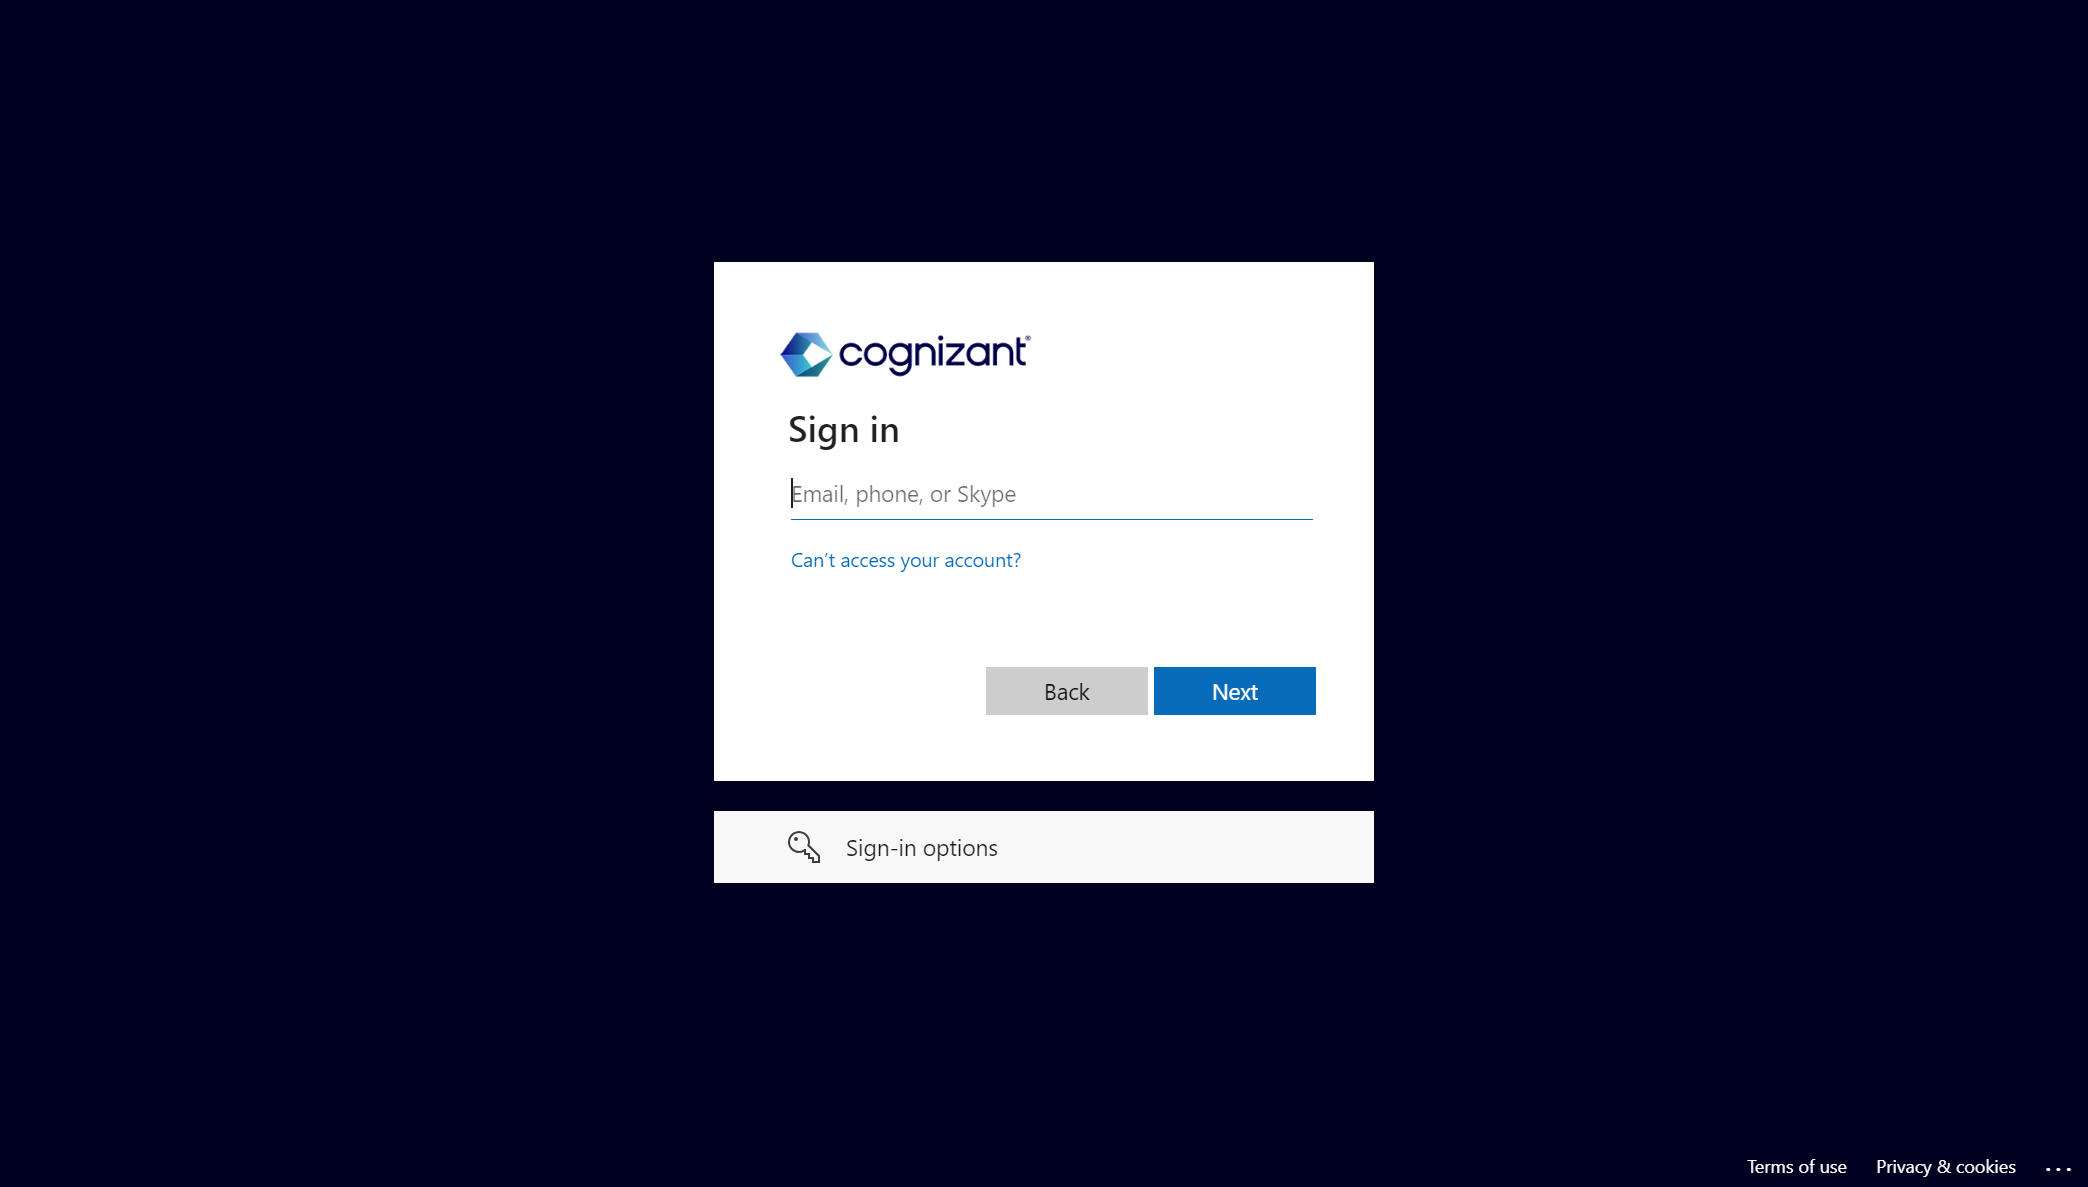 cognizant®
Sign in
Email, phone, or Skype
Can't access your account?
Back
Next
Sign-in options
Terms of use
Privacy & cookies
...